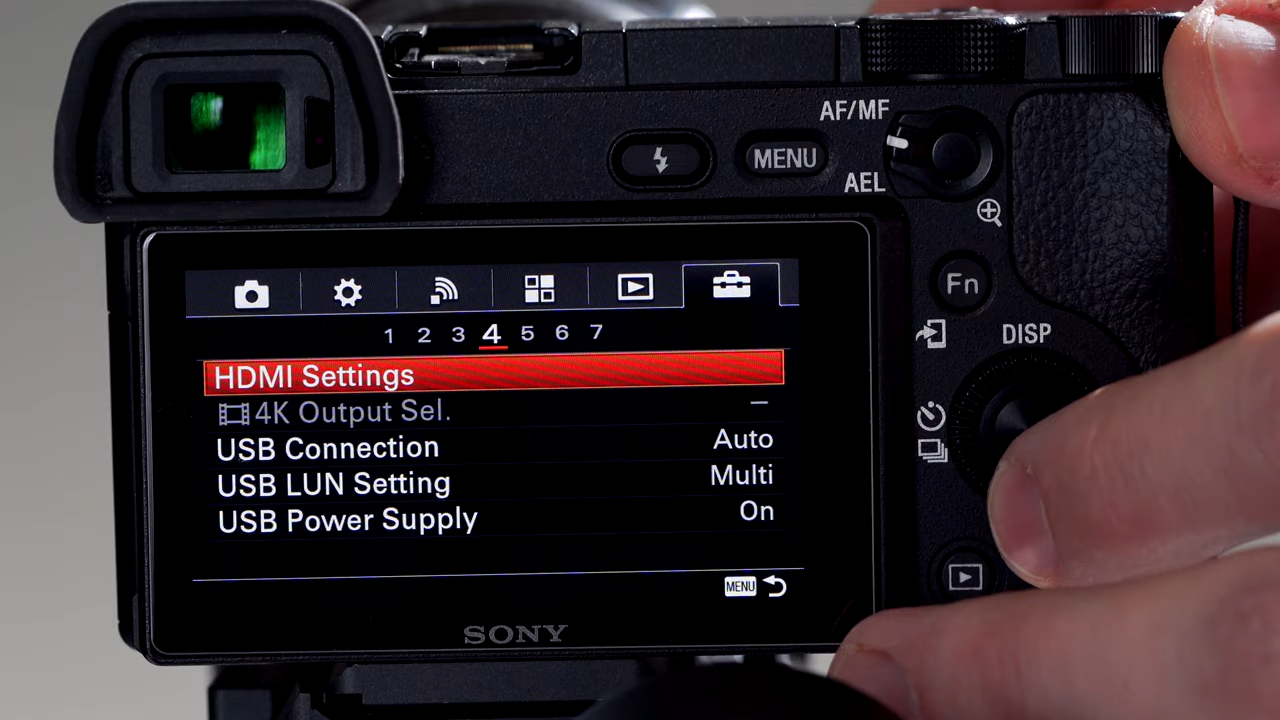 AF/MF
MENU
AEL
Fn
DISP
1 2 3 4 5 6 7
HDMI Settings
4K Output Sel. –
USB Connection Auto
USB LUN Setting Multi
USB Power Supply On
MENU
SONY